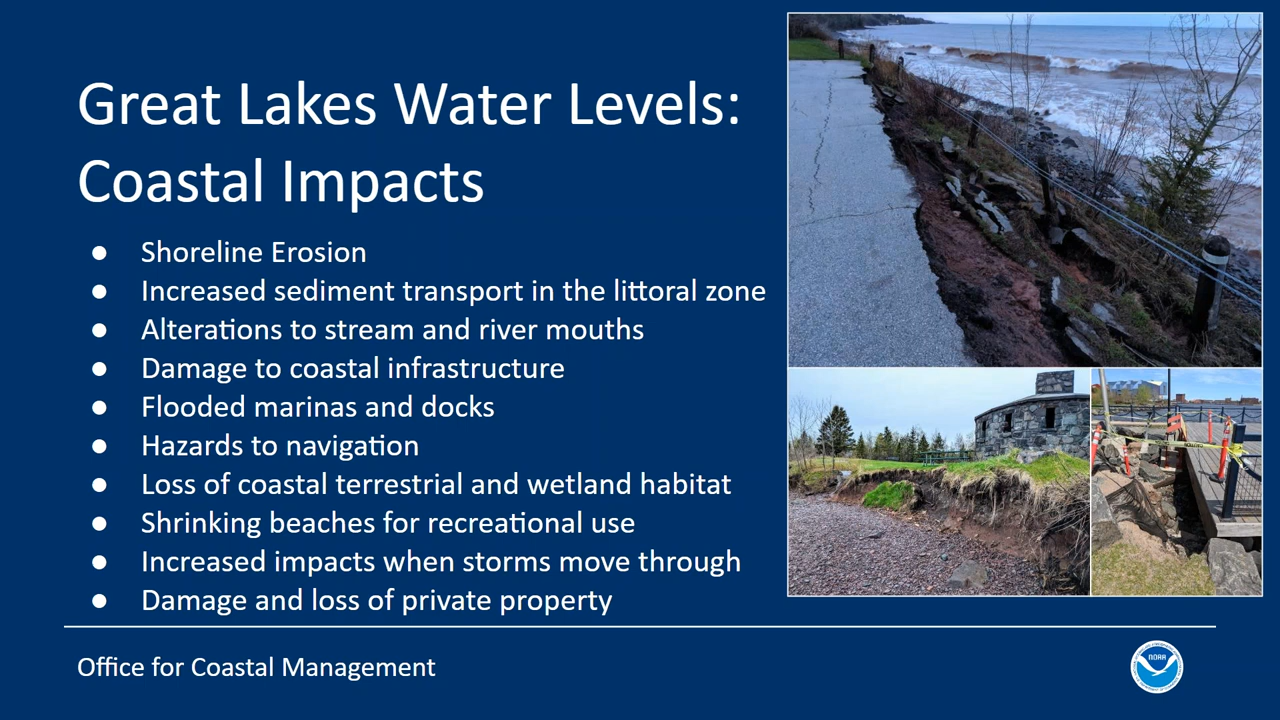 Great Lakes Water Levels:
Coastal Impacts
● Shoreline Erosion
● Increased sediment transport in the littoral zone
● Alterations to stream and river mouths
● Damage to coastal infrastructure
● Flooded marinas and docks
● Hazards to navigation
● Loss of coastal terrestrial and wetland habitat
● Shrinking beaches for recreational use
● Increased impacts when storms move through
● Damage and loss of private property
Office for Coastal Management
NOAA